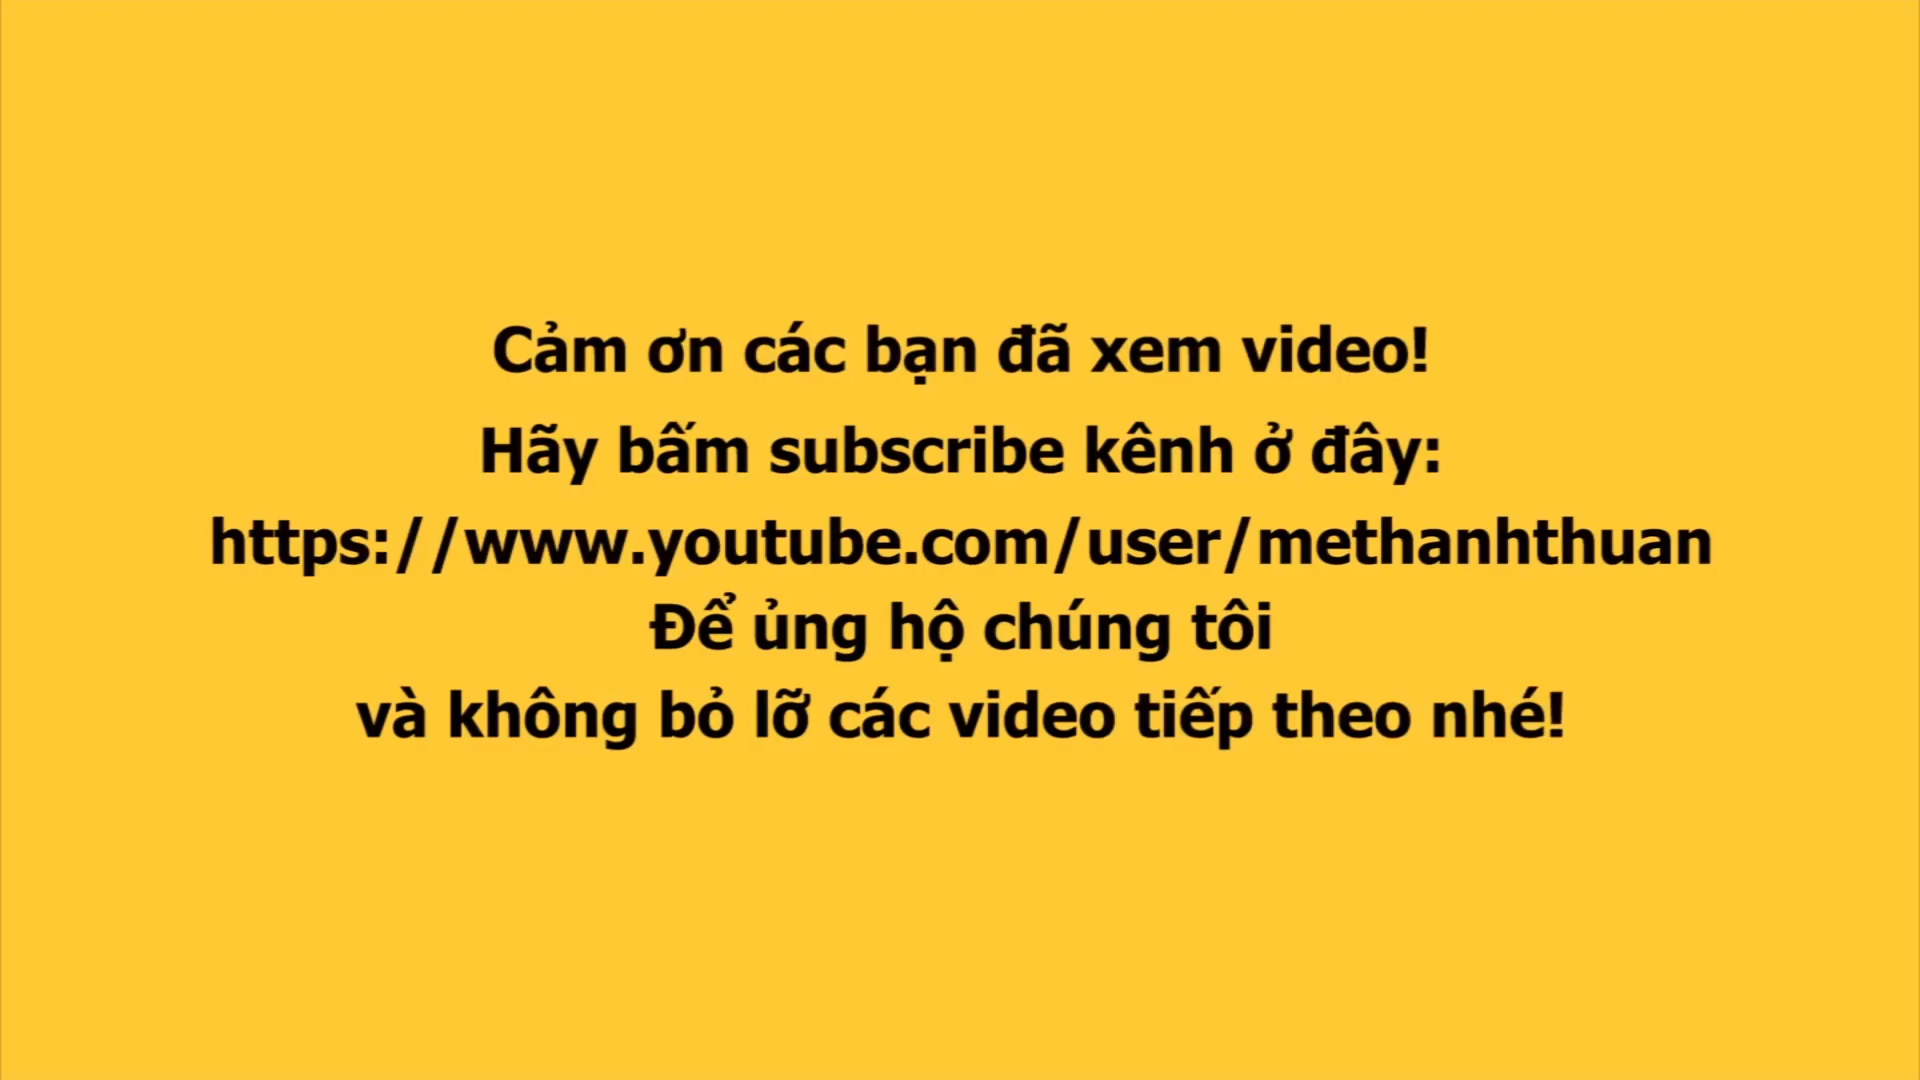 Cảm ơn các bạn đã xem video!
Hãy bấm subscribe kênh ở đây:
https://www.youtube.com/user/methanhthuan
Để ủng hộ chúng tôi
và không bỏ lỡ các video tiếp theo nhé!